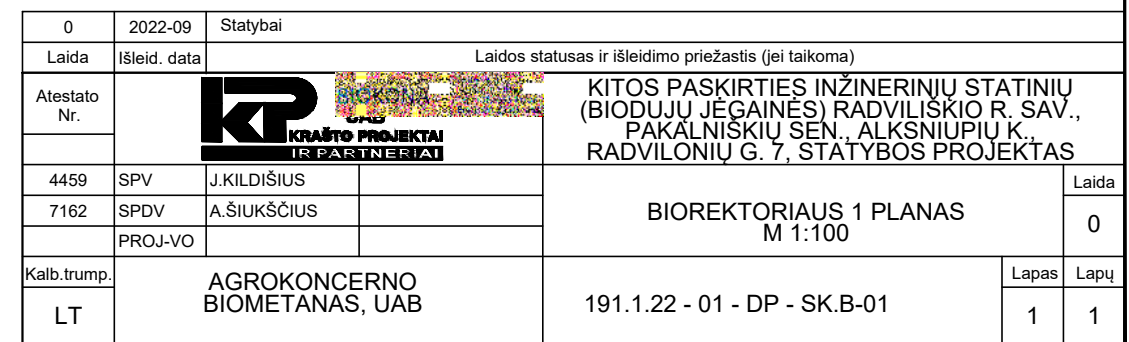 0 2022-09 Statybai
Laida Išleid. data Laidos statusas ir išleidimo priežastis (jei taikoma)
Atestato
Nr.
KP
UAB
KRAŠTO PROJEKTAI
IR PARTNERIAI
KITOS PASKIRTIES INŽINERINIŲ STATINIŲ
(BIODUJŲ JĖGAINĖS) RADVILIŠKIO R. SAV.,
PAKALNIŠKIŲ SEN., ALKSNIUPIŲ K.,
RADVILONIŲ G. 7, STATYBOS PROJEKTAS
4459 SPV J.KILDIŠIUS
7162 SPDV A.ŠIUKŠČIUS
PROJ-VO
BIOREKTORIAUS 1 PLANAS
M 1:100
Laida
0
Kalb.trump.
LT
AGROKONCERNO
BIOMETANAS, UAB
191.1.22 - 01 - DP - SK.B-01
Lapas Lapų
1 1